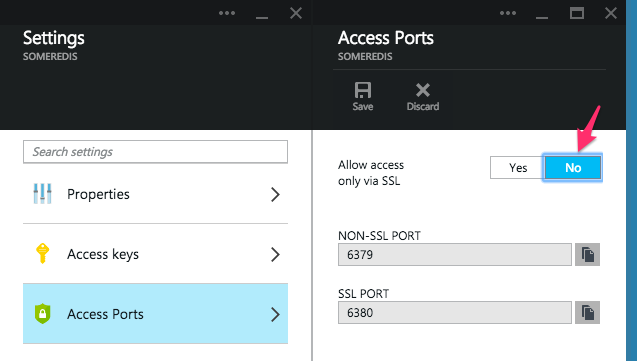 Settings
SOMEREDIS
Search settings
Properties
Access keys
Access Ports
Access Ports
SOMEREDIS
Save Discard
Allow access
only via SSL
Yes No
NON-SSL PORT
6379
SSL PORT
6380